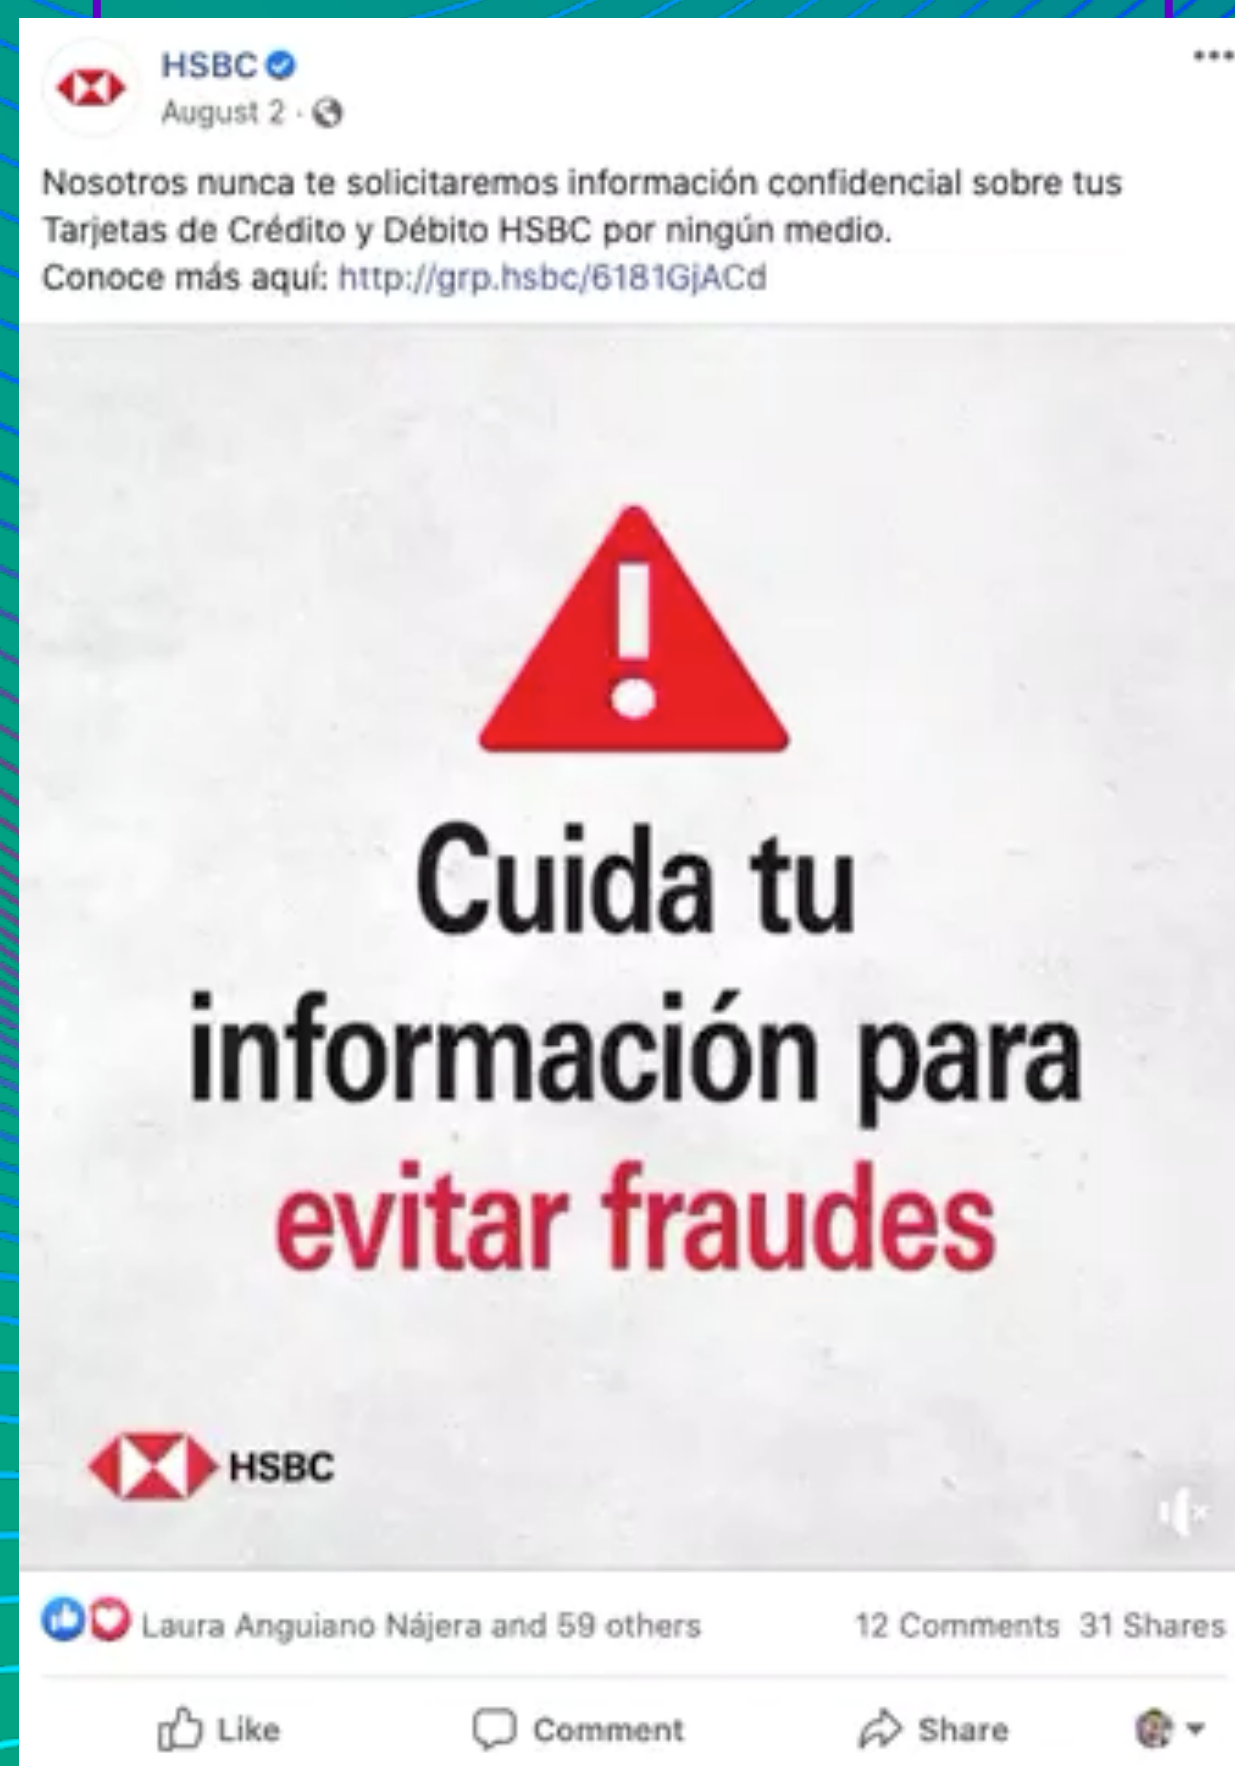 HSBC
August 2 ·
Nosotros nunca te solicitaremos información confidencial sobre tus
Tarjetas de Crédito y Débito HSBC por ningún medio.
Conoce más aquí: http://grp.hsbc/6181GjACd
!
Cuida tu
información para
evitar fraudes
HSBC
Laura Anguiano Nájera and 59 others 12 Comments 31 Shares
Like Comment Share